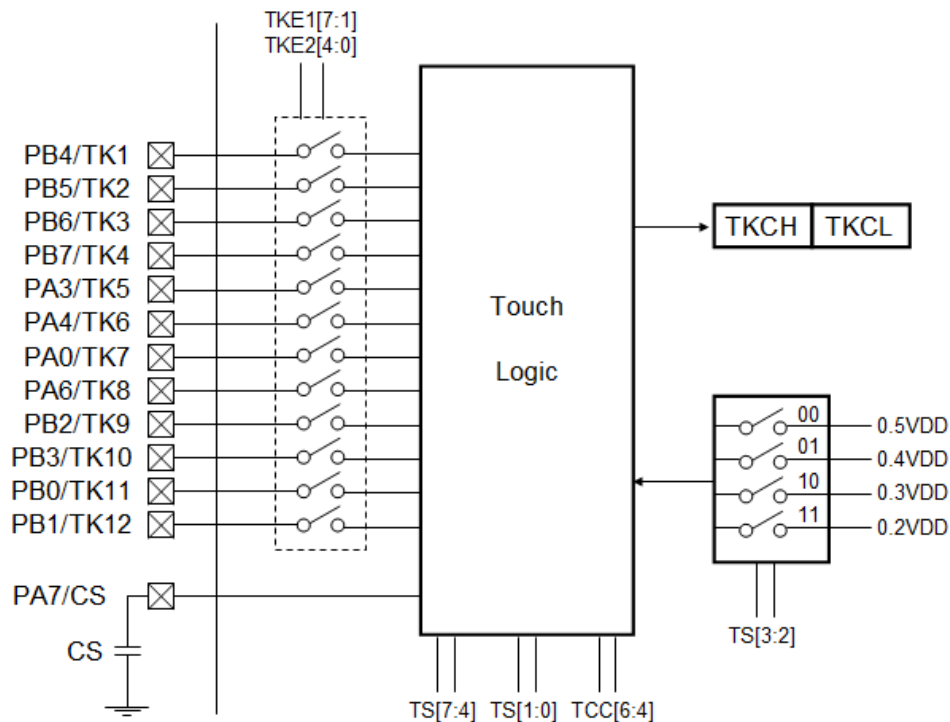 TKE1[7:1]
TKE2[4:0]
PB4/TK1
PB5/TK2
PB6/TK3
PB7/TK4
PA3/TK5
PA4/TK6
PA0/TK7
PA6/TK8
PB2/TK9
PB3/TK10
PB0/TK11
PB1/TK12
PA7/CS
CS
Touch
Logic
TKCH TKCL
00 0.5VDD
01 0.4VDD
10 0.3VDD
11 0.2VDD
TS[3:2]
TS[7:4] TS[1:0] TCC[6:4]